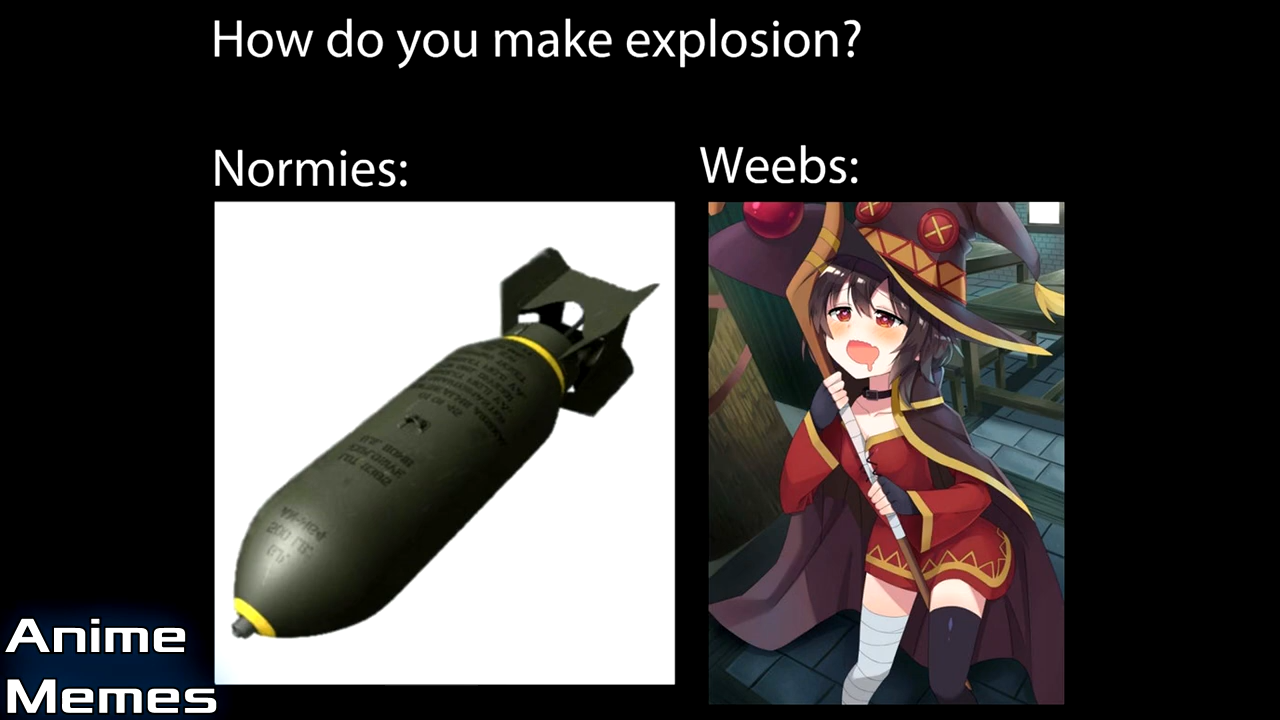 How do you make explosion?
Normies:
Weebs:
Anime
Memes